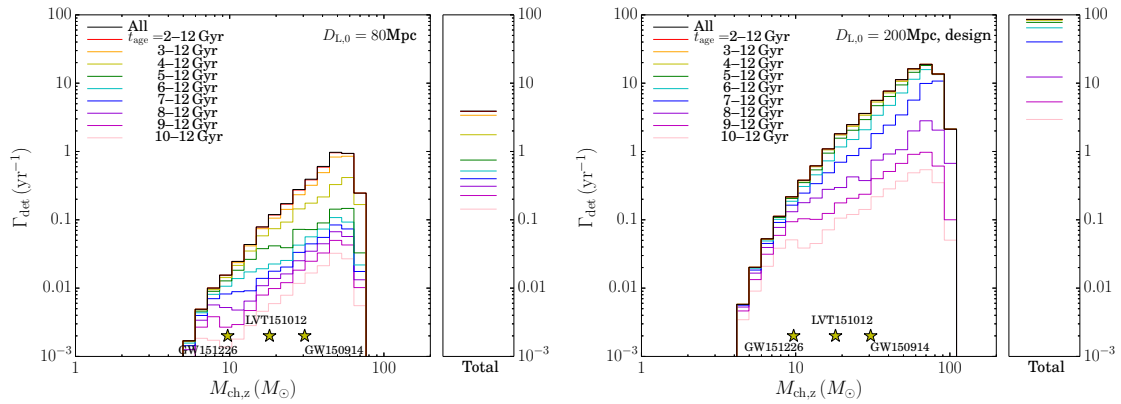 All
t_age =2–12 Gyr
3–12 Gyr
4–12 Gyr
5–12 Gyr
6–12 Gyr
7–12 Gyr
8–12 Gyr
9–12 Gyr
10–12 Gyr
D_L,0 = 80Mpc
100
10
1
0.1
0.01
10⁻³
Γ_det (yr⁻¹)
LVT151012
GW151226
GW150914
2
10
100
M_ch,z (M_⊙)
100
10
1
0.1
0.01
10⁻³
Total
All
t_age =2–12 Gyr
3–12 Gyr
4–12 Gyr
5–12 Gyr
6–12 Gyr
7–12 Gyr
8–12 Gyr
9–12 Gyr
10–12 Gyr
D_L,0 = 200Mpc, design
100
10
1
0.1
0.01
10⁻³
Γ_det (yr⁻¹)
LVT151012
GW151226
GW150914
2
10
100
M_ch,z (M_⊙)
100
10
1
0.1
0.01
10⁻³
Total